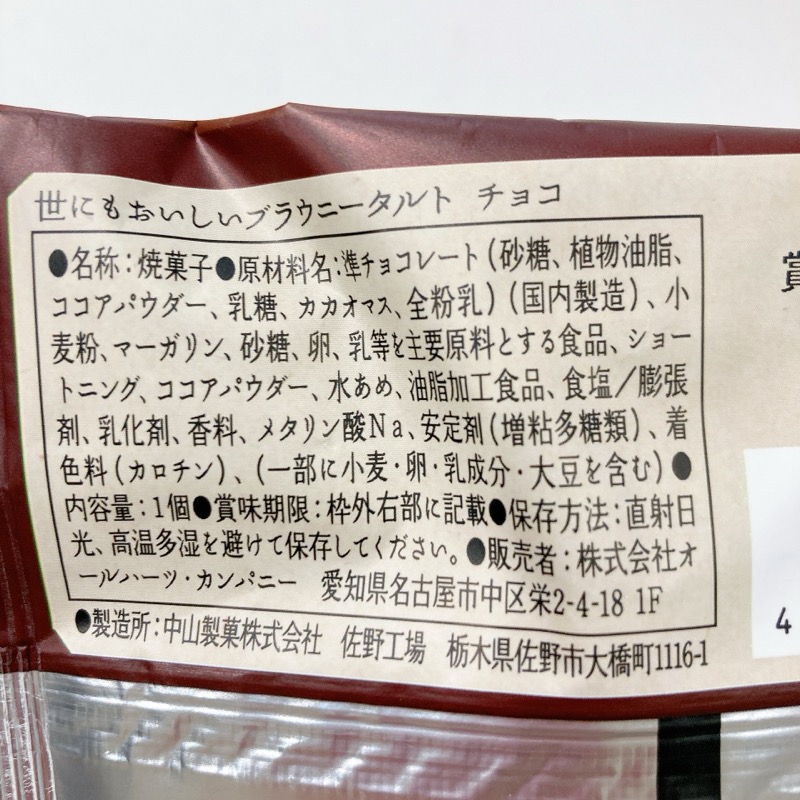 世にもおいしいブラウニータルト チョコ
●名称：焼菓子●原材料名：準チョコレート（砂糖、植物油脂、
ココアパウダー、乳糖、カカオマス、全粉乳）（国内製造）、小
麦粉、マーガリン、砂糖、卵、乳等を主要原料とする食品、ショー
トニング、ココアパウダー、水あめ、油脂加工食品、食塩／膨張
剤、乳化剤、香料、メタリン酸Na、安定剤（増粘多糖類）、着
色料（カロチン）、（一部に小麦・卵・乳成分・大豆を含む）●
内容量：1個●賞味期限：枠外右部に記載●保存方法：直射日
光、高温多湿を避けて保存してください。●販売者：株式会社オ
ールハーツ・カンパニー 愛知県名古屋市中区栄2-4-18 1F
●製造所：中山製菓株式会社 佐野工場 栃木県佐野市大橋町1116-1
賞
4